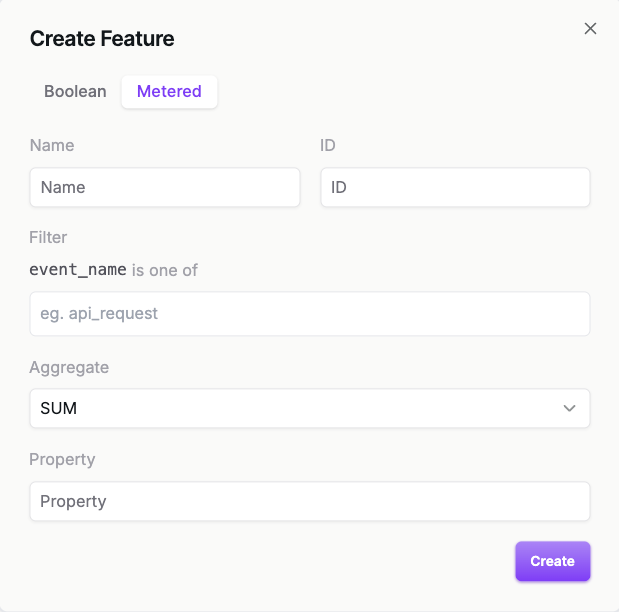 Create Feature
Boolean Metered
Name ID
Name ID
Filter
event_name is one of
eg. api_request
Aggregate
SUM
Property
Property
Create